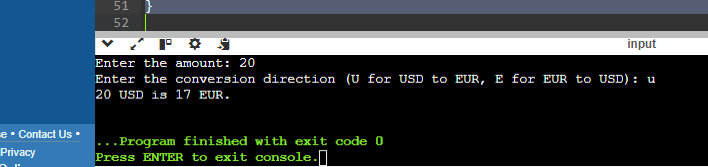 51 }
52
input
Enter the amount: 20
Enter the conversion direction (U for USD to EUR, E for EUR to USD): u
20 USD is 17 EUR.
...Program finished with exit code 0
Press ENTER to exit console.
• Contact Us •
Privacy